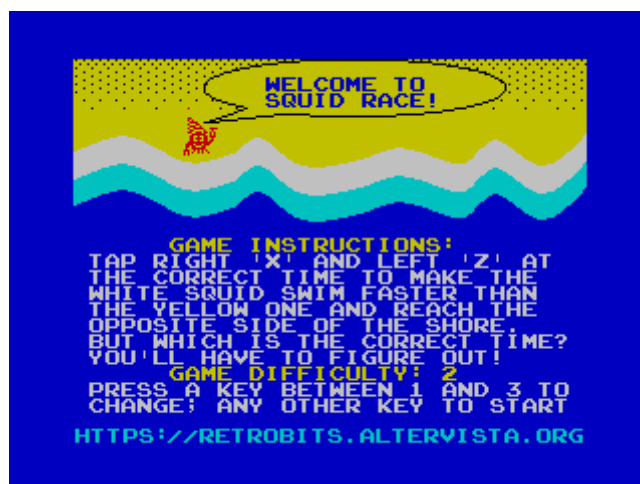 WELCOME TO
SQUID RACE!
GAME INSTRUCTIONS:
TAP RIGHT 'X' AND LEFT 'Z' AT
THE CORRECT TIME TO MAKE THE
WHITE SQUID SWIM FASTER THAN
THE YELLOW ONE AND REACH THE
OPPOSITE SIDE OF THE SHORE.
BUT WHICH IS THE CORRECT TIME?
YOU'LL HAVE TO FIGURE OUT!
GAME DIFFICULTY: 2
PRESS A KEY BETWEEN 1 AND 3 TO
CHANGE; ANY OTHER KEY TO START
HTTPS://RETROBITS.ALTERVISTA.ORG